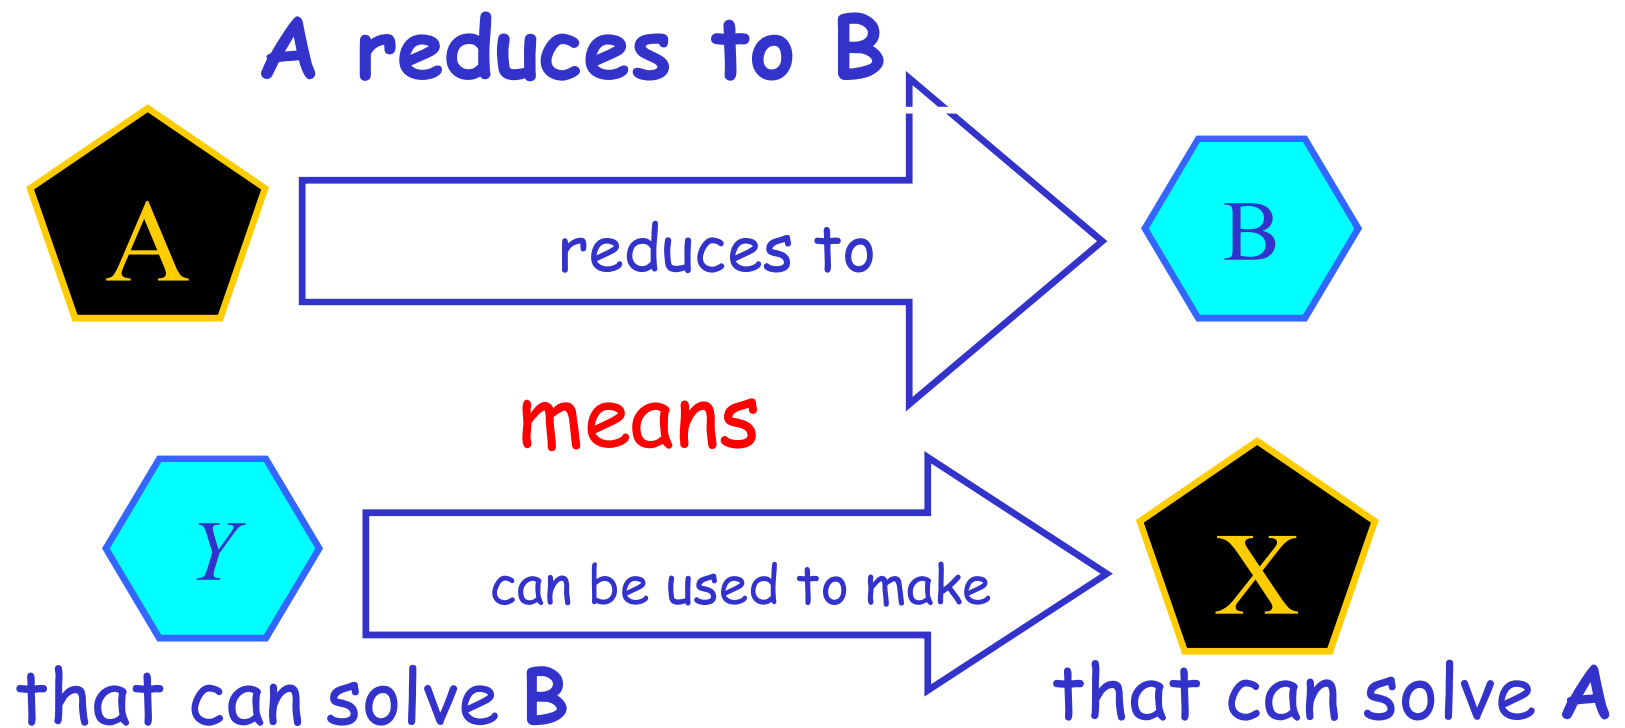 A reduces to B
A
reduces to
B
means
Y
can be used to make
X
that can solve B
that can solve A